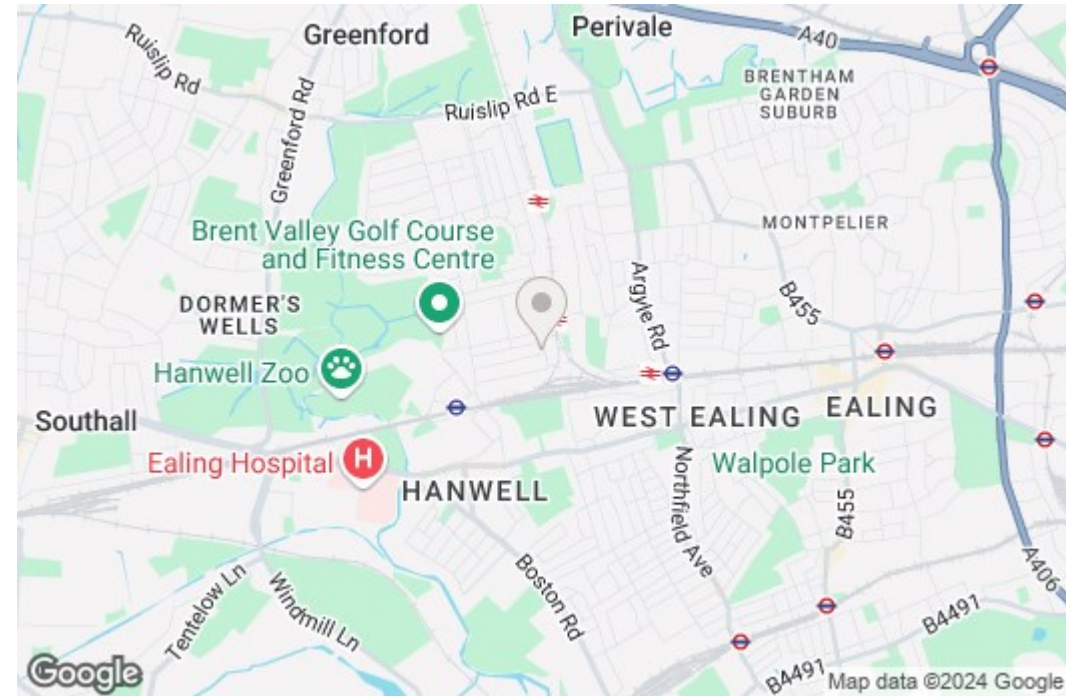 Greenford
Perivale
A40
Ruislip Rd
BRENTHAM
GARDEN
SUBURB
Ruislip Rd E
Greenford Rd
Brent Valley Golf Course
and Fitness Centre
MONTPELIER
Argyle Rd
B455
DORMER'S
WELLS
Hanwell Zoo
Southall
WEST EALING
EALING
Ealing Hospital
H
Walpole Park
HANWELL
Northfield Ave
B455
Boston Rd
A406
Tentelow Ln
Windmill Ln
B4491
B4491
Google
Map data ©2024 Google